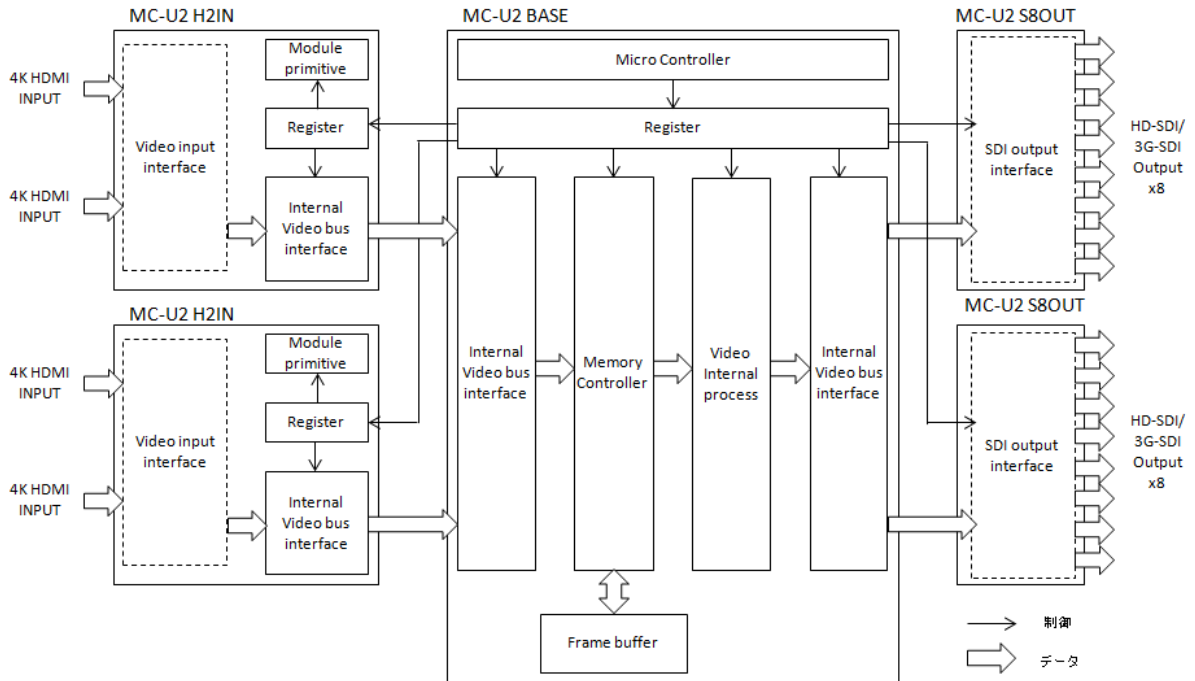 MC-U2 H2IN
4K HDMI
INPUT
4K HDMI
INPUT
Video input
interface
Module
primitive
Register
Internal
Video bus
interface
MC-U2 H2IN
4K HDMI
INPUT
4K HDMI
INPUT
Video input
interface
Module
primitive
Register
Internal
Video bus
interface
MC-U2 BASE
Micro Controller
Register
Internal
Video bus
interface
Memory
Controller
Video
Internal
process
Internal
Video bus
interface
Frame buffer
MC-U2 S8OUT
SDI output
interface
HD-SDI/
3G-SDI
Output
x8
MC-U2 S8OUT
SDI output
interface
HD-SDI/
3G-SDI
Output
x8
制御
データ